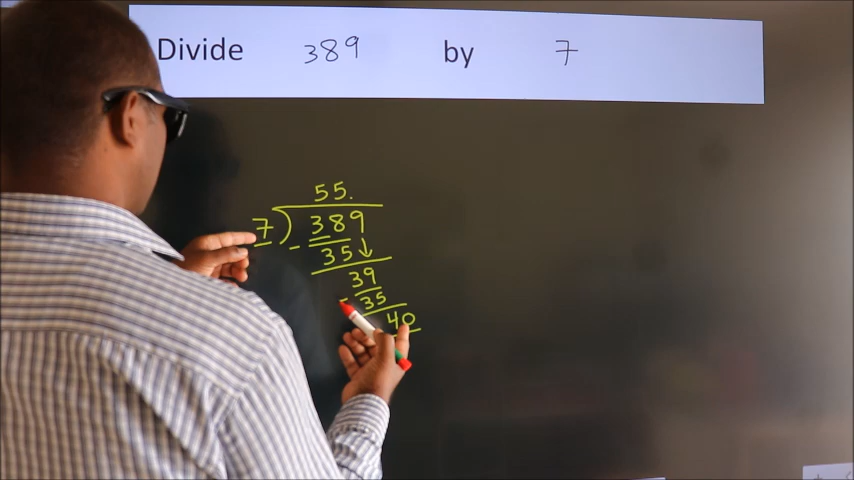 Divide 389 by 7
55.
7 ) 389
- 35 ↓
39
- 35
40